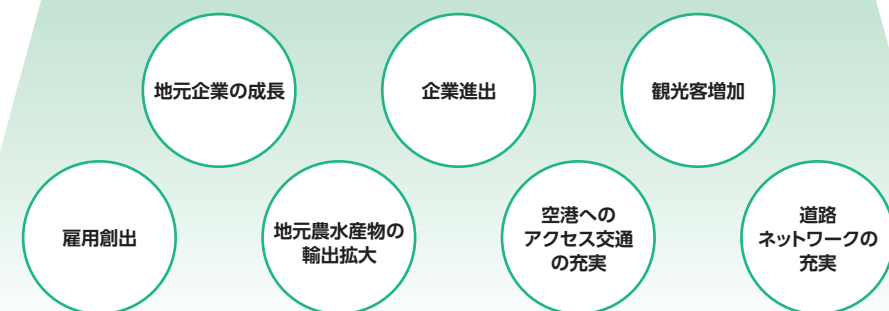 地元企業の成長
企業進出
観光客増加
雇用創出
地元農水産物の
輸出拡大
空港への
アクセス交通
の充実
道路
ネットワークの
充実